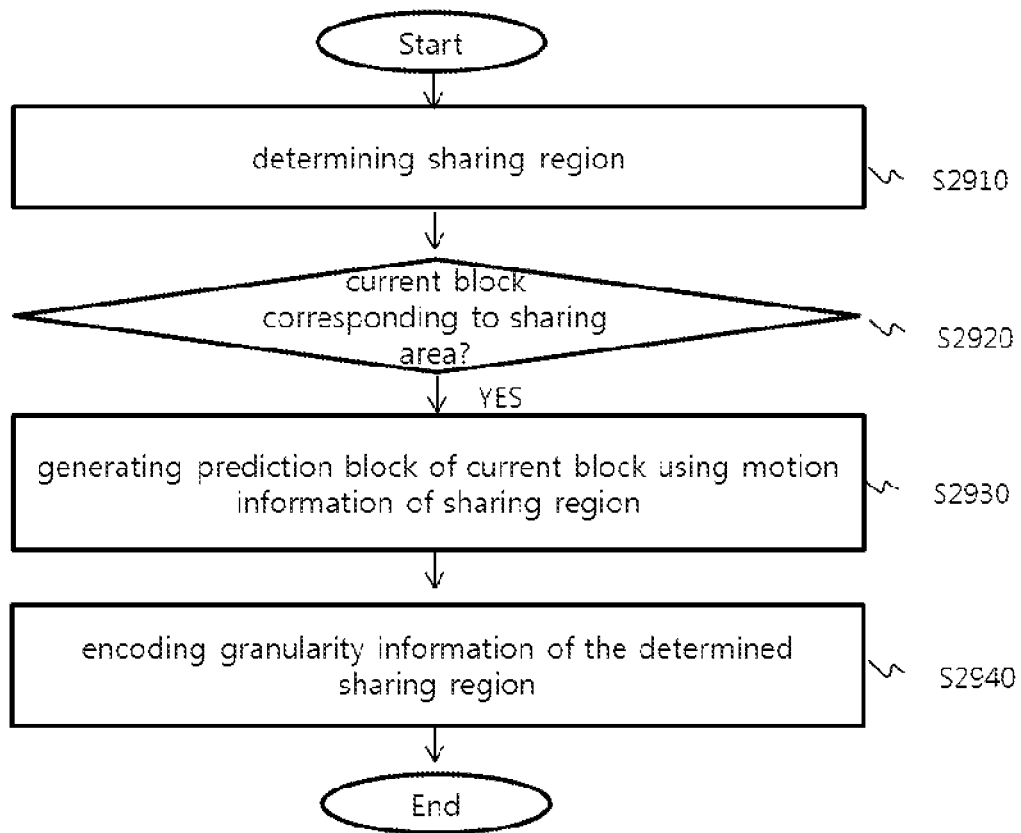 Start
determining sharing region
S2910
current block
corresponding to sharing
area?
S2920
YES
generating prediction block of current block using motion
information of sharing region
S2930
encoding granularity information of the determined
sharing region
S2940
End